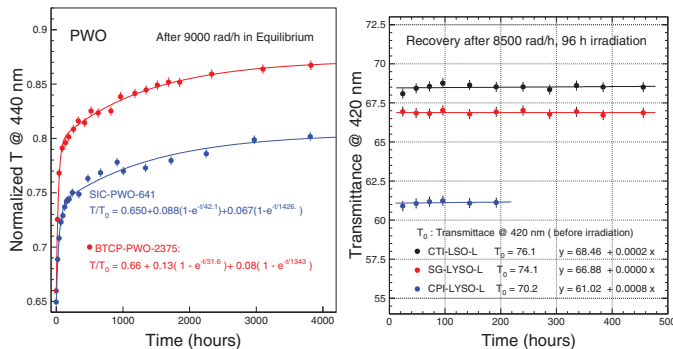 PWO
After 9000 rad/h in Equilibrium
Normalized T @ 440 nm
0.9
0.85
0.8
0.75
0.7
0.65
SIC-PWO-641
T/T0 = 0.650+0.088(1-e-t/42.1)+0.067(1-e-t/1426.)
BTCP-PWO-2375:
T/T0 = 0.66 + 0.13( 1 - e-t/31.6) + 0.08( 1 - e-t/1343)
0 1000 2000 3000 4000
Time (hours)
Recovery after 8500 rad/h, 96 h irradiation
Transmittance @ 420 nm
72.5
70
67.5
65
62.5
60
57.5
55
T0 : Transmittace @ 420 nm ( before irradiation)
CTI-LSO-L T0 = 76.1 y = 68.46 + 0.0002 x
SG-LYSO-L T0 = 74.1 y = 66.88 + 0.0000 x
CPI-LYSO-L T0 = 70.2 y = 61.02 + 0.0008 x
0 100 200 300 400 500
Time (hours)